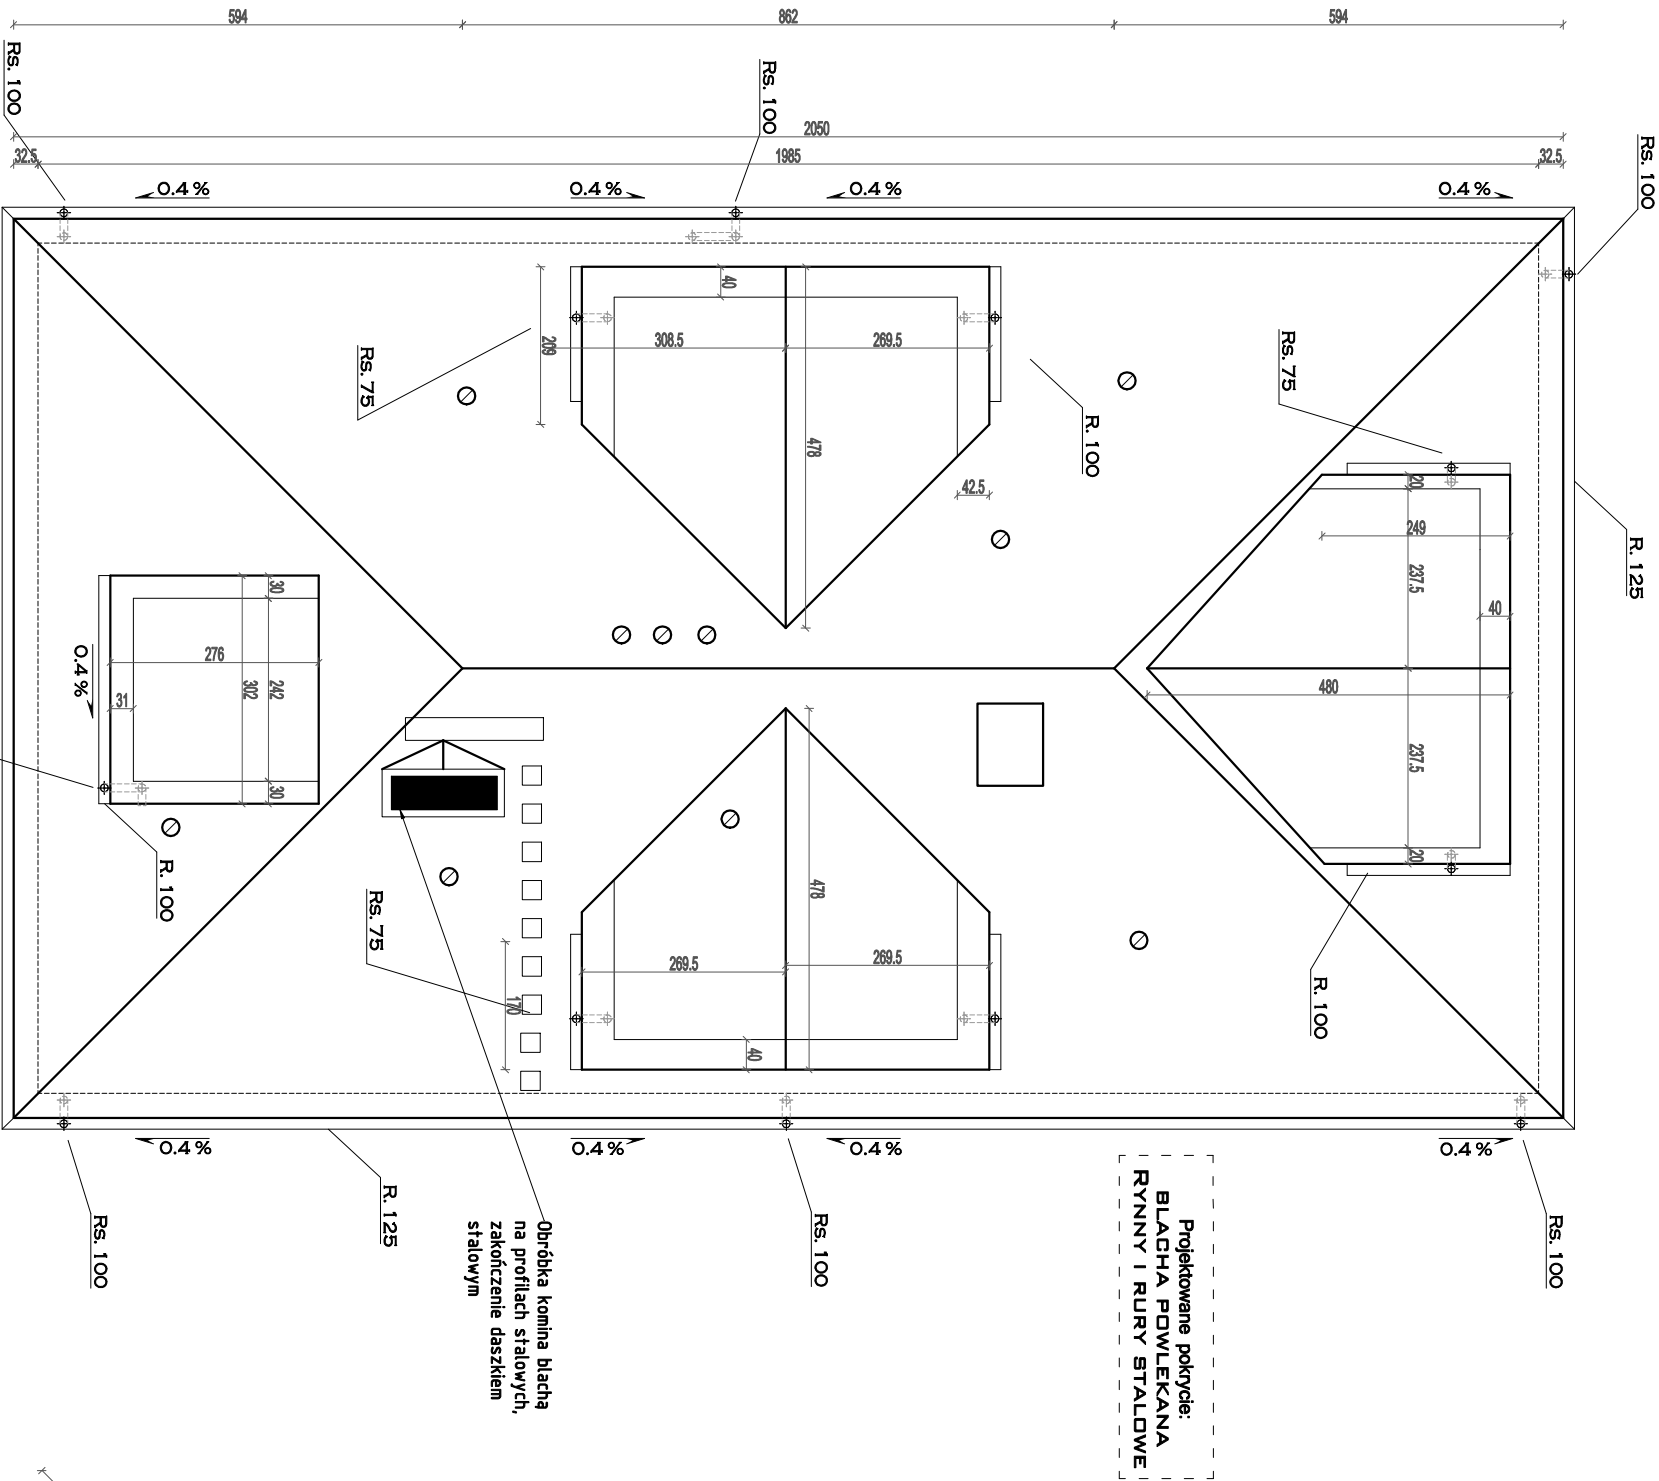 594
862
594
2050
32.5
1985
32.5
Rs. 100
Rs. 100
Rs. 100
0.4 %
0.4 %
0.4 %
0.4 %
40
478
209
308.5
269.5
Rs. 75
R. 100
42.5
478
Rs. 75
R. 125
20
249
237.5
40
480
237.5
20
R. 100
30
276
302
242
31
30
0.4 %
R. 100
Rs. 75
170
478
269.5
269.5
40
0.4 %
0.4 %
0.4 %
0.4 %
Rs. 100
R. 125
Rs. 100
Rs. 100
Obróbka komina blachą
na profilach stalowych,
zakończenie daszkiem
stalowym
Projektowane pokrycie:
BLACHA POWLEKANA
RYNNY I RURY STALOWE